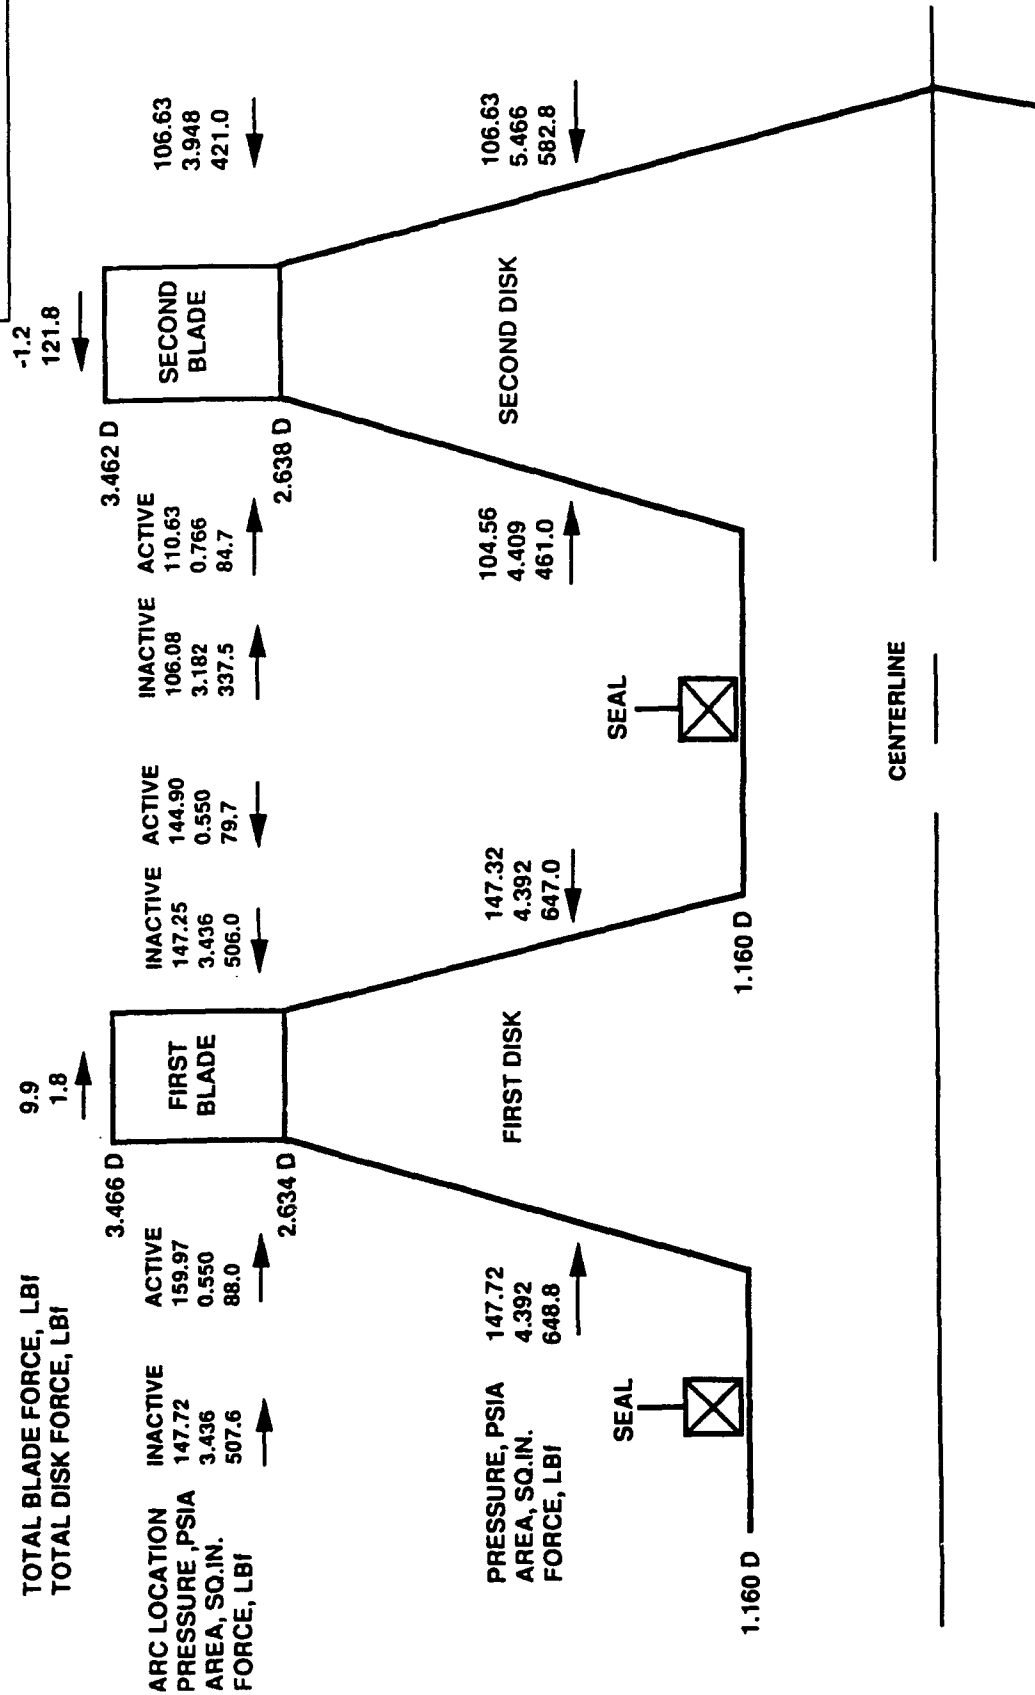 TOTAL BLADE FORCE, LBf
TOTAL DISK FORCE, LBf
9.9
1.8
-1.2
121.8
3.466 D
3.462 D
ARC LOCATION
PRESSURE ,PSIA
AREA, SQ.IN.
FORCE, LBf
INACTIVE
147.72
3.436
507.6
ACTIVE
159.97
0.550
88.0
FIRST
BLADE
INACTIVE
147.25
3.436
506.0
ACTIVE
144.90
0.550
79.7
INACTIVE
106.08
3.182
337.5
ACTIVE
110.63
0.766
84.7
SECOND
BLADE
106.63
3.948
421.0
2.634 D
2.638 D
PRESSURE, PSIA
AREA, SQ.IN.
FORCE, LBf
147.72
4.392
648.8
FIRST DISK
147.32
4.392
647.0
104.56
4.409
461.0
SECOND DISK
106.63
5.466
582.8
SEAL
SEAL
1.160 D
1.160 D
CENTERLINE